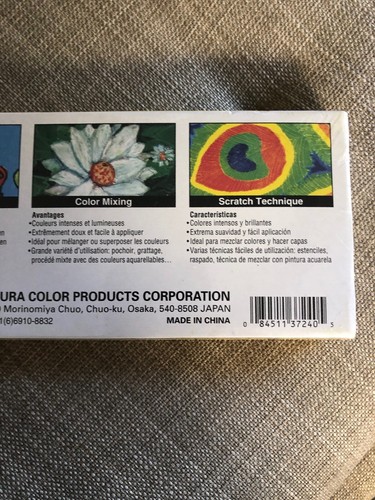 Color Mixing
Scratch Technique
Avantages
•Couleurs intenses et lumineuses
•Extrêmement doux et facile à appliquer
•Idéal pour mélanger ou superposer les couleurs
•Grande variété d'utilisation: pochoir, grattage,
procédé mixte avec des couleurs aquarellables....
Características
•Colores intensos y brillantes
•Extrema suavidad y fácil aplicación
•Ideal para mezclar colores y hacer capas
•Varias técnicas fáciles de utilización: estenciles,
raspado, técnica de mezclar con pintura acuarela
URA COLOR PRODUCTS CORPORATION
Morinomiya Chuo, Chuo-ku, Osaka, 540-8508 JAPAN
1(6)6910-8832
MADE IN CHINA
0 84511 37240 5